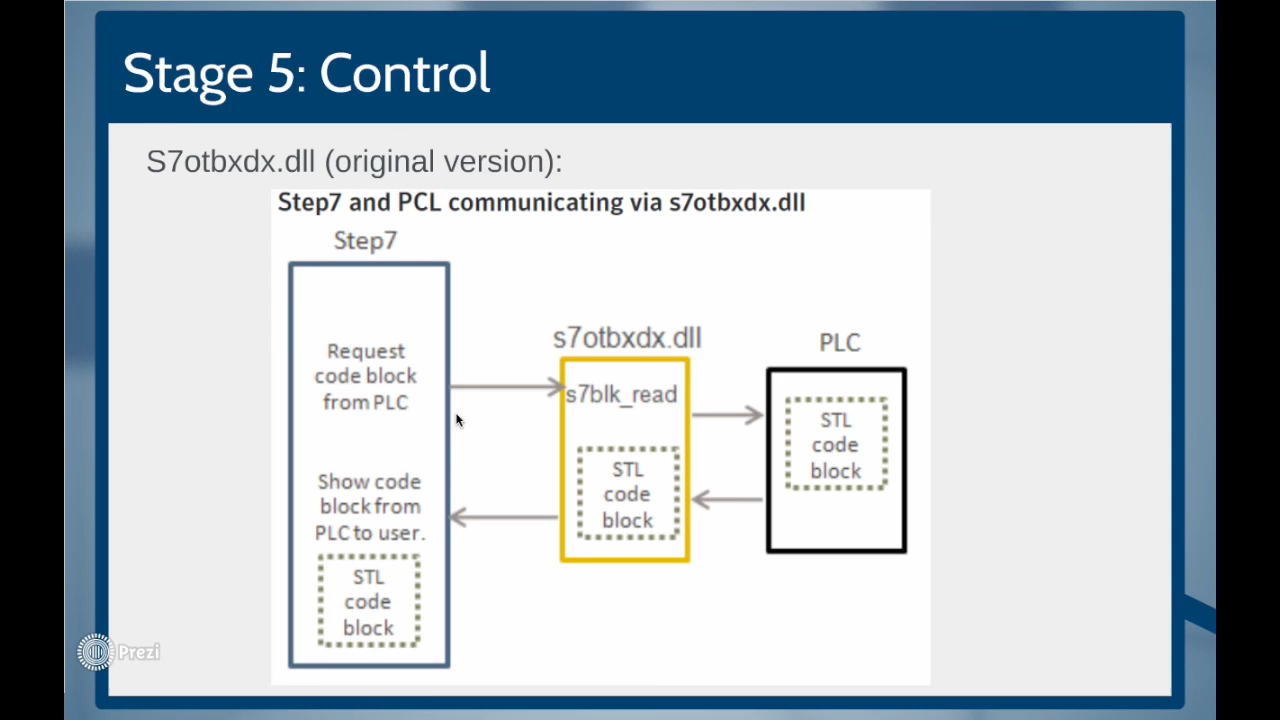 Stage 5: Control
S7otbxdx.dll (original version):
Step7 and PCL communicating via s7otbxdx.dll
Step7
Request
code block
from PLC
Show code
block from
PLC to user.
STL
code
block
s7otbxdx.dll
s7blk_read
STL
code
block
PLC
STL
code
block
Prezi